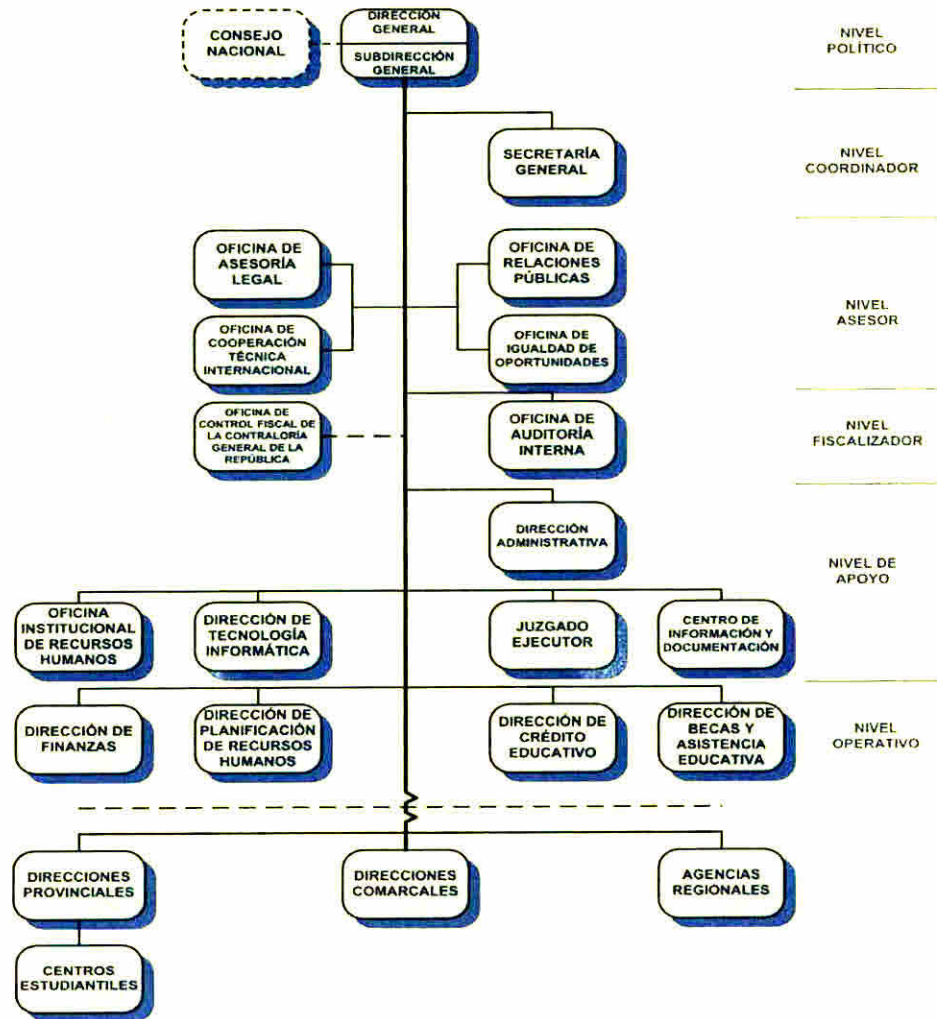 CONSEJO
NACIONAL
DIRECCIÓN
GENERAL
SUBDIRECCIÓN
GENERAL
NIVEL
POLÍTICO
SECRETARÍA
GENERAL
NIVEL
COORDINADOR
OFICINA DE
ASESORÍA
LEGAL
OFICINA DE
RELACIONES
PÚBLICAS
OFICINA DE
COOPERACIÓN
TÉCNICA
INTERNACIONAL
OFICINA DE
IGUALDAD DE
OPORTUNIDADES
NIVEL
ASESOR
OFICINA DE
CONTROL FISCAL DE
LA CONTRALORÍA
GENERAL DE LA
REPÚBLICA
OFICINA DE
AUDITORÍA
INTERNA
NIVEL
FISCALIZADOR
DIRECCIÓN
ADMINISTRATIVA
NIVEL DE
APOYO
OFICINA
INSTITUCIONAL
DE RECURSOS
HUMANOS
DIRECCIÓN DE
TECNOLOGÍA
INFORMÁTICA
JUZGADO
EJECUTOR
CENTRO DE
INFORMACIÓN Y
DOCUMENTACIÓN
DIRECCIÓN DE
FINANZAS
DIRECCIÓN DE
PLANIFICACIÓN
DE RECURSOS
HUMANOS
DIRECCIÓN DE
CRÉDITO
EDUCATIVO
DIRECCIÓN DE
BECAS Y
ASISTENCIA
EDUCATIVA
NIVEL
OPERATIVO
DIRECCIONES
PROVINCIALES
DIRECCIONES
COMARCALES
AGENCIAS
REGIONALES
CENTROS
ESTUDIANTILES